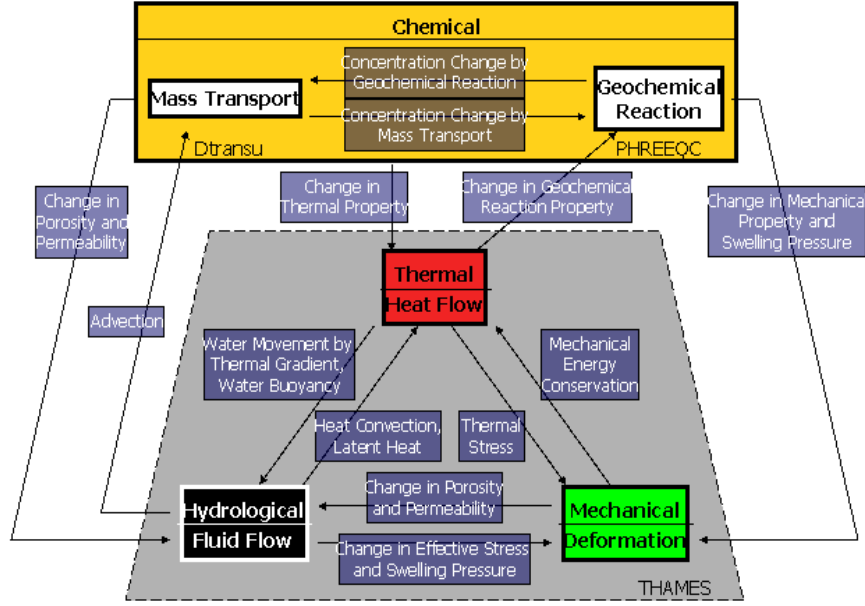 Chemical
Concentration Change by
Geochemical Reaction
Mass Transport
Geochemical
Reaction
Concentration Change by
Mass Transport
Dtransu
PHREEQC
Change in
Porosity and
Permeability
Change in
Thermal Property
Change in Geochemical
Reaction Property
Change in Mechanical
Property and
Swelling Pressure
Thermal
Heat Flow
Advection
Water Movement by
Thermal Gradient,
Water Buoyancy
Mechanical
Energy
Conservation
Heat Convection,
Latent Heat
Thermal
Stress
Change in Porosity
and Permeability
Hydrological
Fluid Flow
Mechanical
Deformation
Change in Effective Stress
and Swelling Pressure
THAMES